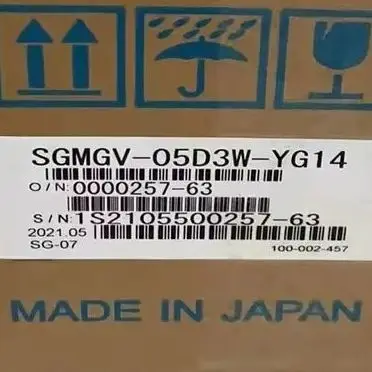 SGMGV-05D3W-YG14
O/N:0000257-63
S/N:1S2105500257-63
2021.05
SG-07 100-002-457
MADE IN JAPAN